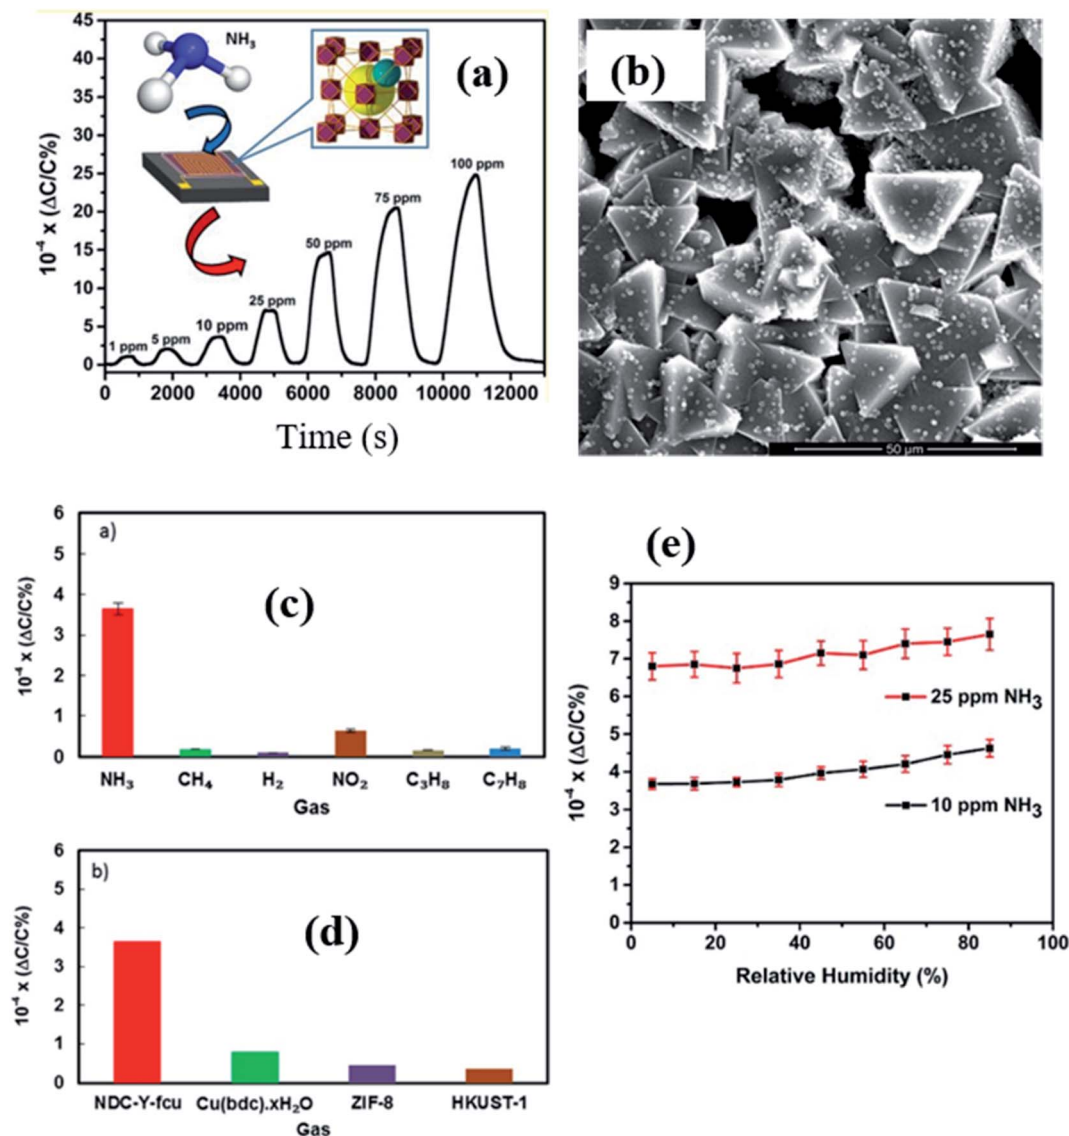 45
40
35
30
25
20
15
10
5
0
10⁻⁴ x (ΔC/C%)
NH₃
(a)
1 ppm
5 ppm
10 ppm
25 ppm
50 ppm
75 ppm
100 ppm
0 2000 4000 6000 8000 10000 12000
Time (s)
(b)
50 µm
a)
(c)
6
5
4
3
2
1
0
10⁻⁴ x (ΔC/C%)
NH₃ CH₄ H₂ NO₂ C₃H₈ C₇H₈
Gas
b)
(d)
6
5
4
3
2
1
0
10⁻⁴ x (ΔC/C%)
NDC-Y-fcu Cu(bdc).xH₂O ZIF-8 HKUST-1
Gas
(e)
9
8
7
6
5
4
3
2
1
0
10⁻⁴ x (ΔC/C%)
25 ppm NH₃
10 ppm NH₃
0 20 40 60 80 100
Relative Humidity (%)